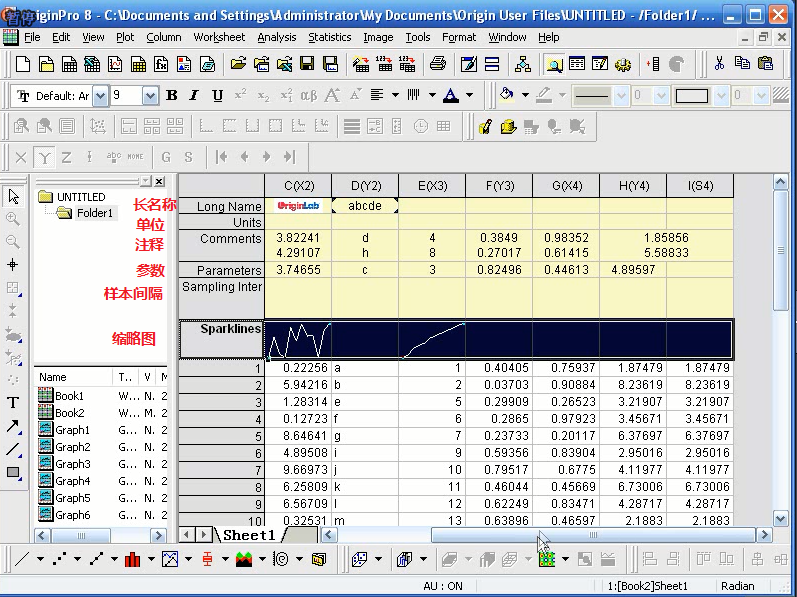 暂停 OriginPro 8 - C:\Documents and Settings\Administrator\My Documents\Origin User Files\UNTITLED - /Folder1/ ...
File Edit View Plot Column Worksheet Analysis Statistics Image Tools Format Window Help
Default: Ar 9 B I U αβ A A A
0 0
X Y Z abc NONE G S
UNTITLED
Folder1
长名称
单位
注释
参数
样本间隔
缩略图
Name T.. V M
Book1 W... N. 2
Book2 W... M. 2
Graph1 G... N. 2
Graph2 G... N. 2
Graph3 G... N. 2
Graph4 G... N. 2
Graph5 G... N. 2
Graph6 G... N. 2
C(X2) D(Y2) E(X3) F(Y3) G(X4) H(Y4) I(S4)
Long Name OriginLab abcde
Units
Comments 3.82241 d 4 0.3849 0.98352 1.85856
4.29107 h 8 0.27017 0.61415 5.58833
Parameters 3.74655 c 3 0.82496 0.44613 4.89597
Sampling Inter
Sparklines
1 0.22256 a 1 0.40405 0.75937 1.87479 1.87479
2 5.94216 b 2 0.03703 0.90884 8.23619 8.23619
3 1.28314 e 5 0.29909 0.26523 3.21907 3.21907
4 0.12723 f 6 0.2865 0.97923 3.45671 3.45671
5 8.64641 g 7 0.23733 0.20117 6.37697 6.37697
6 4.89508 i 9 0.59356 0.83904 2.95016 2.95016
7 9.66973 j 10 0.79517 0.6775 4.11977 4.11977
8 6.25809 k 11 0.46044 0.45669 6.73006 6.73006
9 6.56709 l 12 0.62249 0.83471 4.28717 4.28717
10 0.32531 m 13 0.63896 0.46597 2.1883 2.1883
Sheet1
AU : ON 1:[Book2]Sheet1 Radian